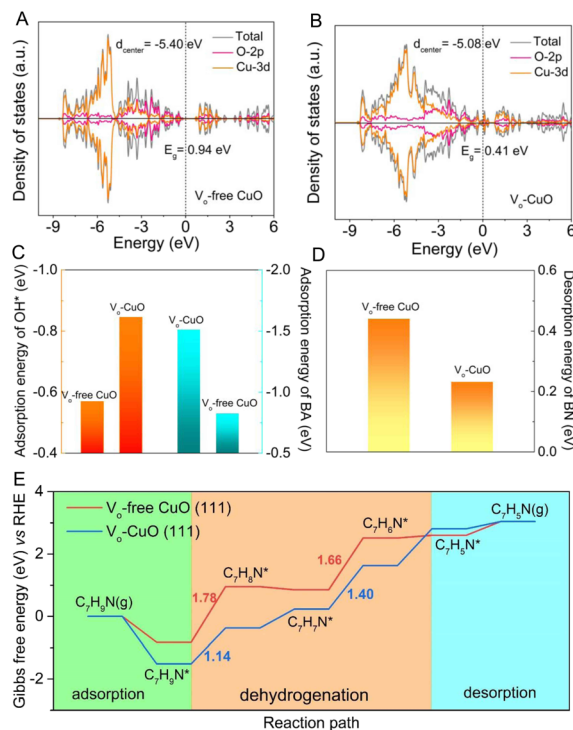 A
d_center = -5.40 eV
Total
O-2p
Cu-3d
E_g = 0.94 eV
V_o-free CuO
Density of states (a.u.)
-9 -6 -3 0 3 6
Energy (eV)
B
d_center = -5.08 eV
Total
O-2p
Cu-3d
E_g = 0.41 eV
V_o-CuO
Density of states (a.u.)
-9 -6 -3 0 3 6
Energy (eV)
C
Adsorption energy of OH* (eV)
-1.0
-0.8
-0.6
-0.4
V_o-free CuO
V_o-CuO
V_o-CuO
V_o-free CuO
-2.0
-1.5
-1.0
-0.5
Adsorption energy of BA (eV)
D
V_o-free CuO
V_o-CuO
0.6
0.4
0.2
0.0
Desorption energy of BN (eV)
E
Gibbs free energy (eV) vs RHE
4
2
0
-2
V_o-free CuO (111)
V_o-CuO (111)
C7H9N(g)
C7H9N*
1.78
1.14
C7H8N*
C7H7N*
1.66
1.40
C7H6N*
C7H5N*
C7H5N(g)
adsorption
dehydrogenation
desorption
Reaction path